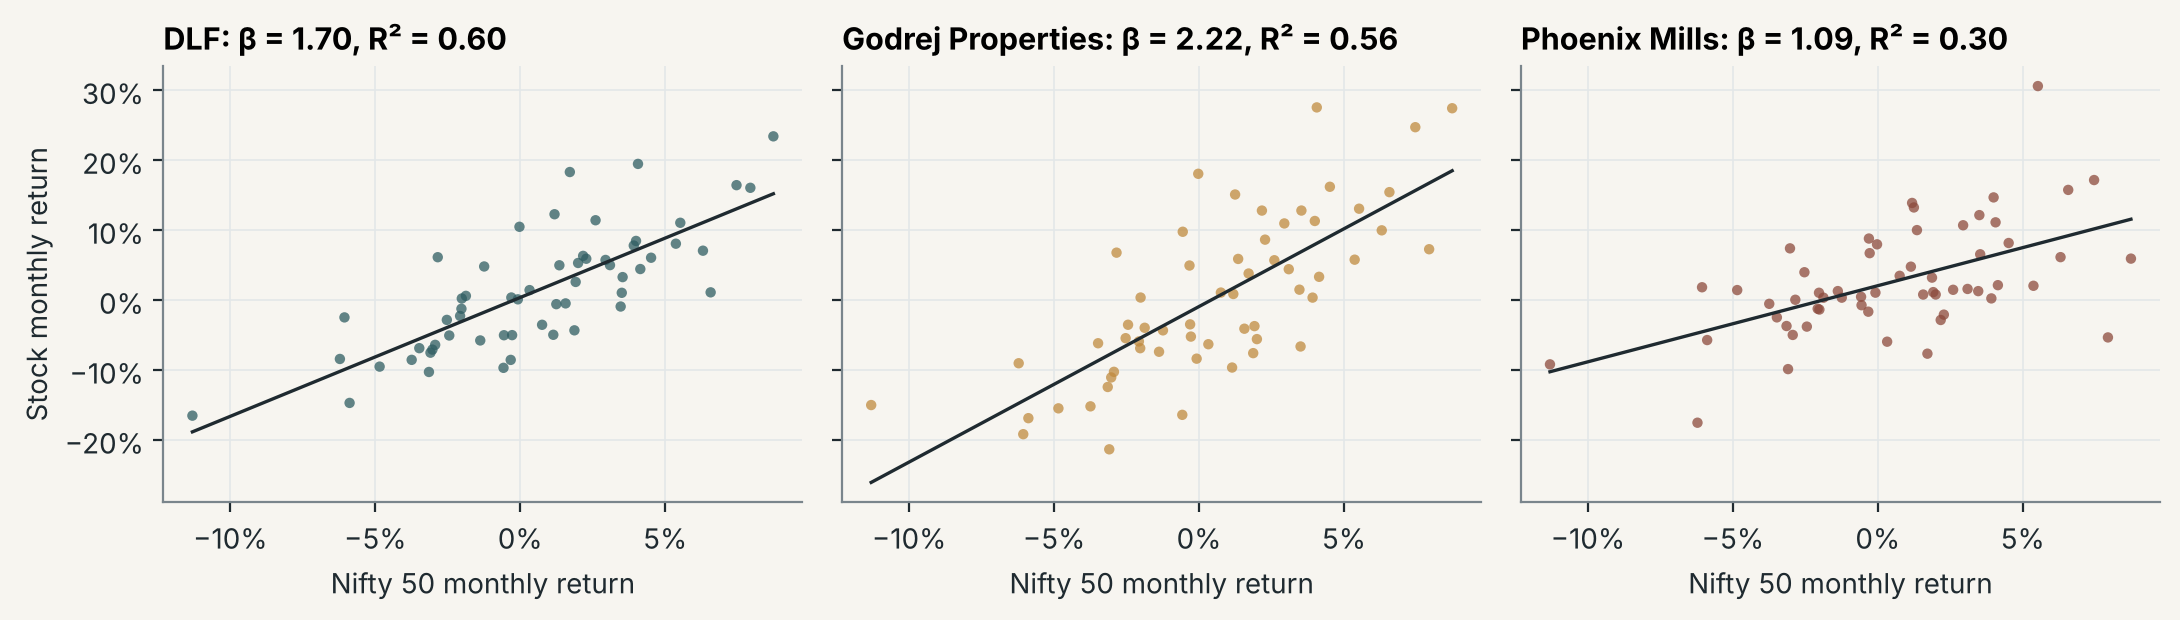 DLF: β = 1.70, R² = 0.60
Godrej Properties: β = 2.22, R² = 0.56
Phoenix Mills: β = 1.09, R² = 0.30
Stock monthly return
30%
20%
10%
0%
−10%
−20%
−10%
−5%
0%
5%
−10%
−5%
0%
5%
−10%
−5%
0%
5%
Nifty 50 monthly return
Nifty 50 monthly return
Nifty 50 monthly return